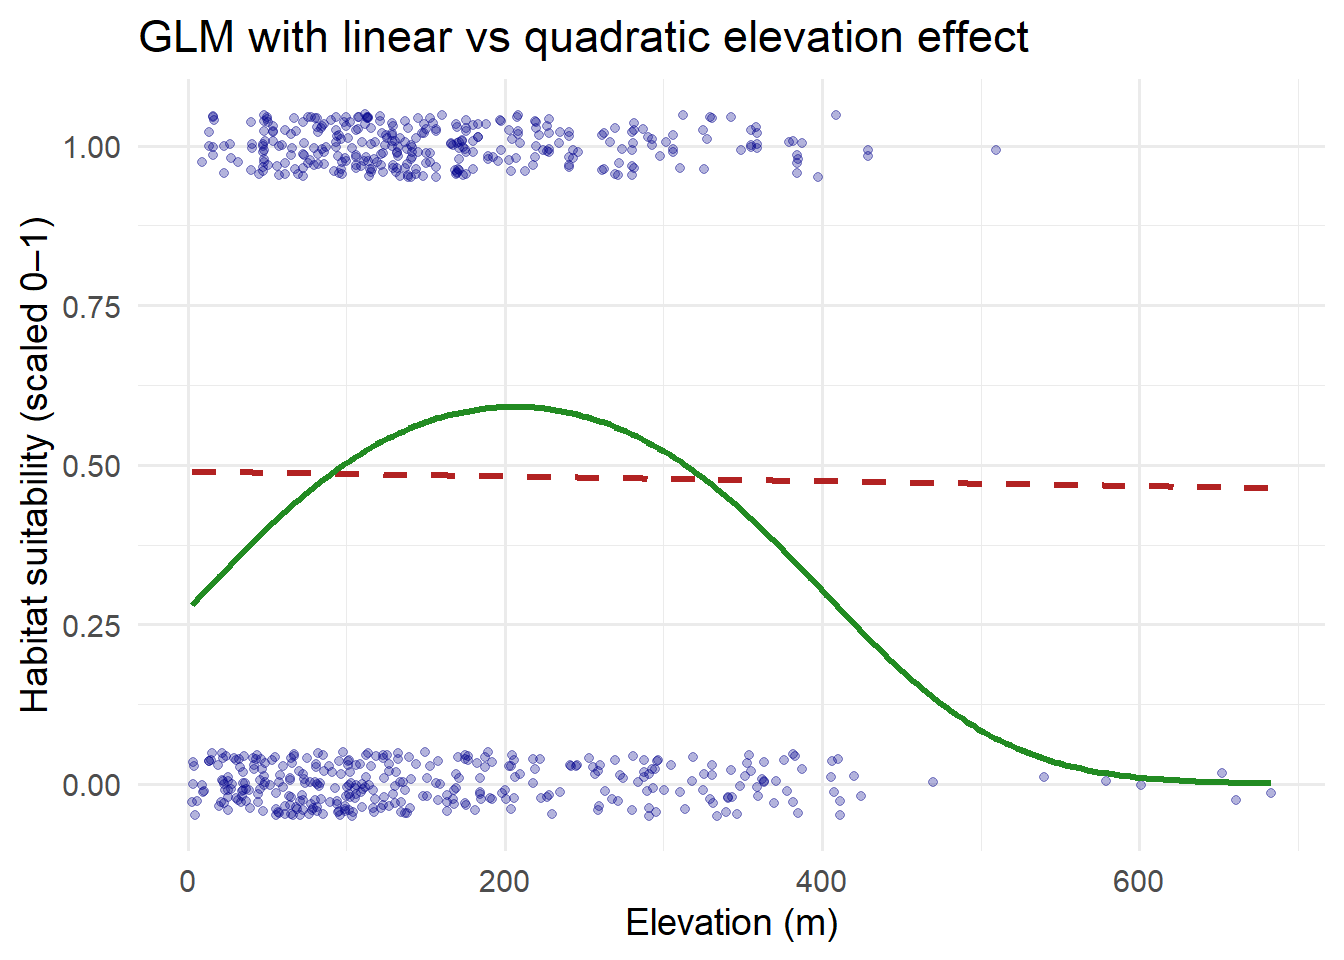 GLM with linear vs quadratic elevation effect
Habitat suitability (scaled 0–1)
1.00
0.75
0.50
0.25
0.00
0 200 400 600
Elevation (m)